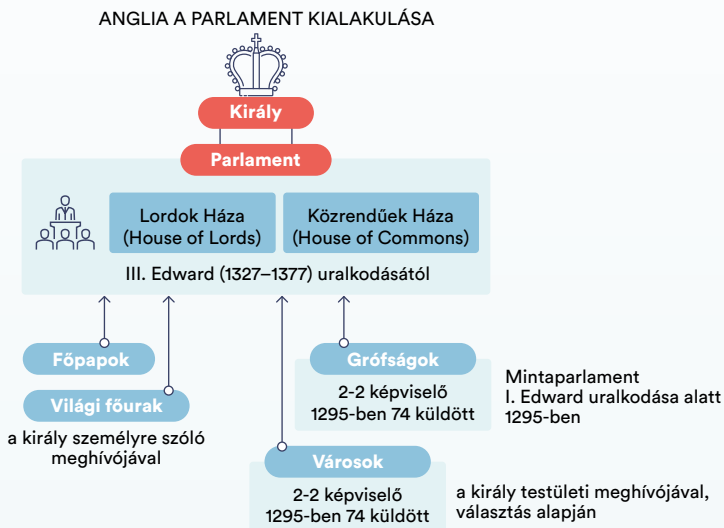 ANGLIA A PARLAMENT KIALAKULÁSA
Király
Parlament
Lordok Háza
(House of Lords)
Közrendűek Háza
(House of Commons)
III. Edward (1327–1377) uralkodásától
Főpapok
Világi főurak
a király személyre szóló
meghívójával
Grófságok
2-2 képviselő
1295-ben 74 küldött
Mintaparlament
I. Edward uralkodása alatt
1295-ben
Városok
2-2 képviselő
1295-ben 74 küldött
a király testületi meghívójával,
választás alapján